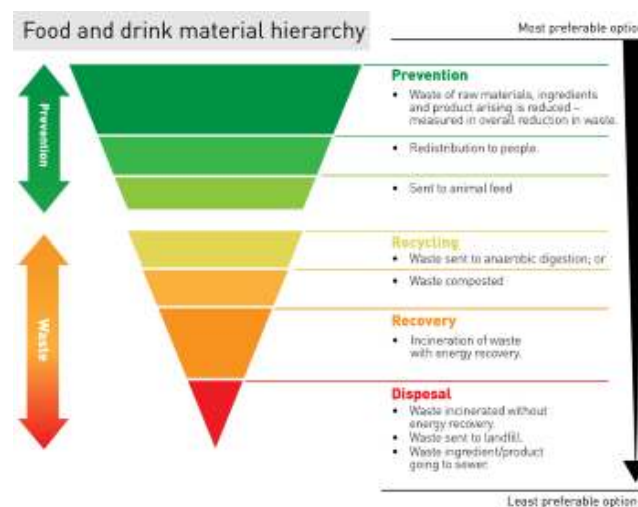 Food and drink material hierarchy
Most preferable optio
Prevention
Prevention
• Waste of raw materials, ingredients
and product arising is reduced –
measured in overall reduction in waste.
• Redistribution to people.
• Sent to animal feed
Waste
Recycling
• Waste sent to anaerobic digestion; or
• Waste composted
Recovery
• Incineration of waste
with energy recovery.
Disposal
• Waste incinerated without
energy recovery.
• Waste sent to landfill.
• Waste ingredient/product
going to sewer.
Least preferable option